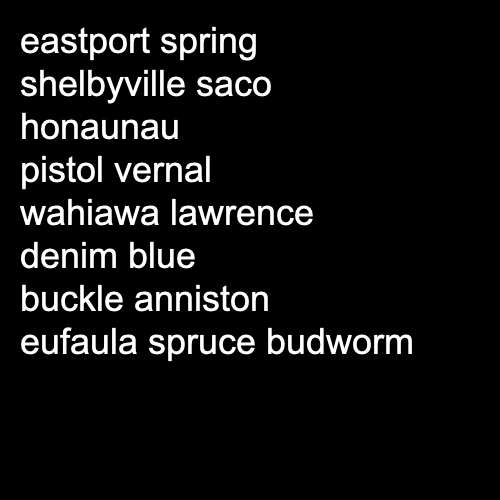 eastport spring
shelbyville saco
honaunau
pistol vernal
wahiawa lawrence
denim blue
buckle anniston
eufaula spruce budworm